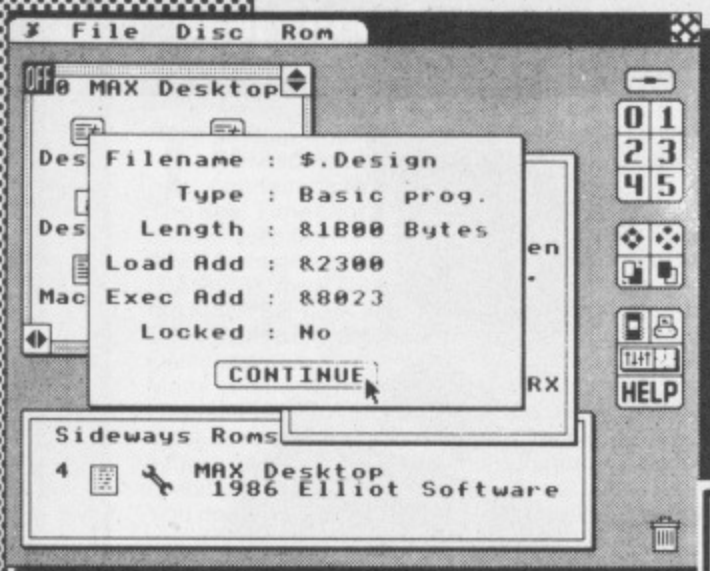 File Disc Rom
OFF 0 MAX Desktop
0 1
2 3
4 5
Des
Filename : $.Design
Type : Basic prog.
Des
Length : &1B00 Bytes
en
Load Add : &2300
Mac
Exec Add : &8023
Locked : No
CONTINUE
RX
HELP
Sideways Roms
4 MAX Desktop
1986 Elliot Software